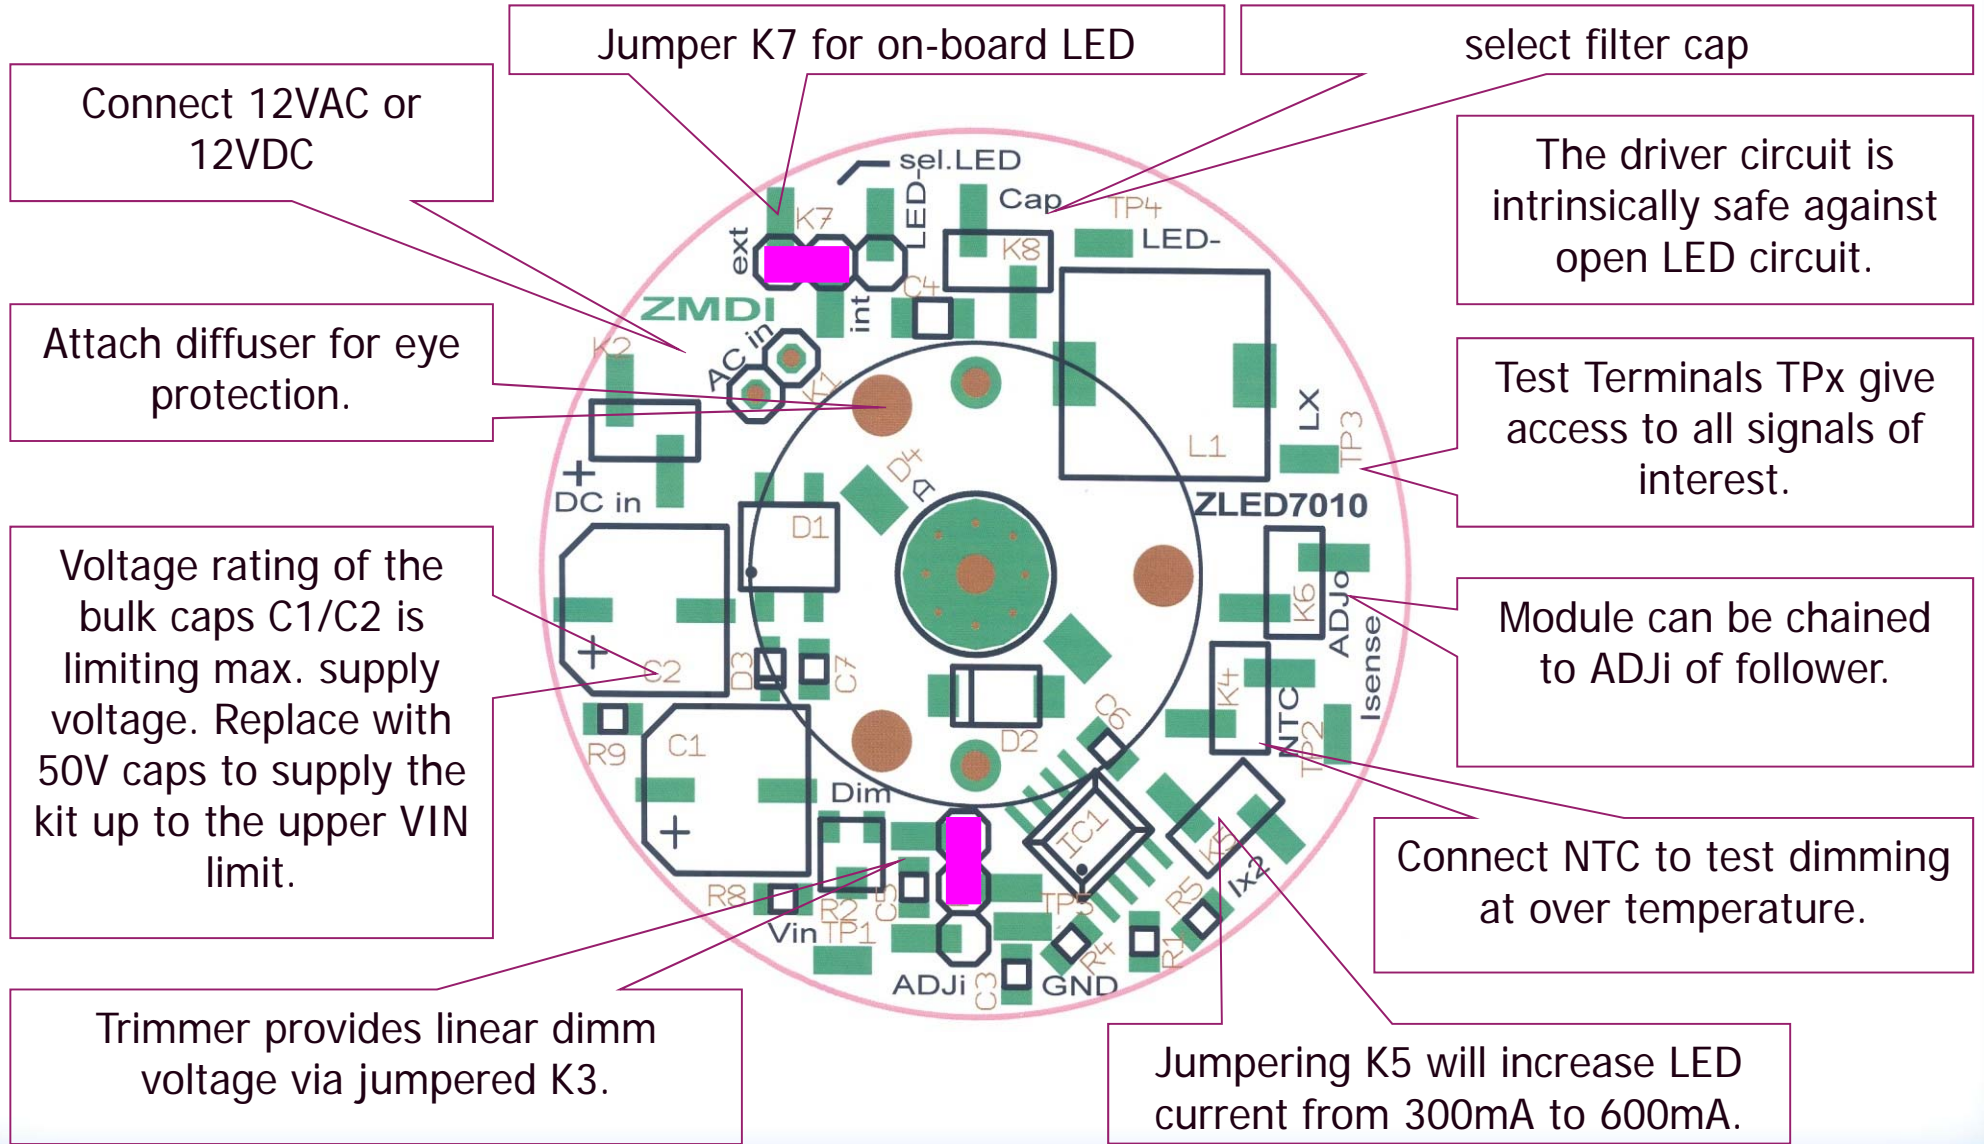 Jumper K7 for on-board LED
select filter cap
Connect 12VAC or
12VDC
The driver circuit is
intrinsically safe against
open LED circuit.
Attach diffuser for eye
protection.
Test Terminals TPx give
access to all signals of
interest.
Voltage rating of the
bulk caps C1/C2 is
limiting max. supply
voltage. Replace with
50V caps to supply the
kit up to the upper VIN
limit.
Module can be chained
to ADJi of follower.
Connect NTC to test dimming
at over temperature.
Trimmer provides linear dimm
voltage via jumpered K3.
Jumpering K5 will increase LED
current from 300mA to 600mA.
sel.LED
Cap
TP4
K7
LED-
LED-
ext
K8
C4
int
ZMDI
AC in
K2
K1
LX
TP3
L1
+
DC in
D4
A
ZLED7010
D1
K6
ADJo
Isense
+
C2
D3
C7
K4
NTC
TP2
R9
C1
D2
C6
Dim
+
IC1
K5
Ix2
R8
R2
C5
TP5
R5
Vin
TP1
R4
R1
ADJi
C3
GND